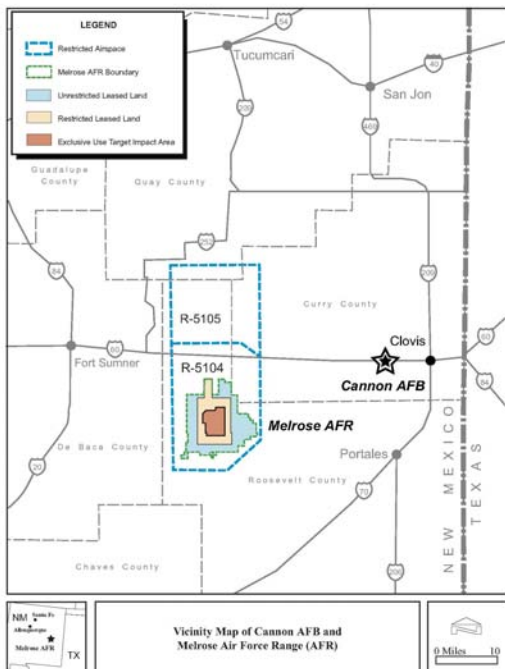 LEGEND
Restricted Airspace
Melrose AFR Boundary
Unrestricted Leased Land
Restricted Leased Land
Exclusive Use Target Impact Area
54
Tucumcari
40
San Jon
469
Guadalupe
County
Quay County
252
84
209
R-5105
Curry County
60
Clovis
60
Fort Sumner
R-5104
Cannon AFB
84
Melrose AFR
De Baca County
Portales
20
Roosevelt County
70
NEW MEXICO
TEXAS
206
Chaves County
NM
Santa Fe
Albuquerque
Melrose AFR
TX
Vicinity Map of Cannon AFB and
Melrose Air Force Range (AFR)
0 Miles 10